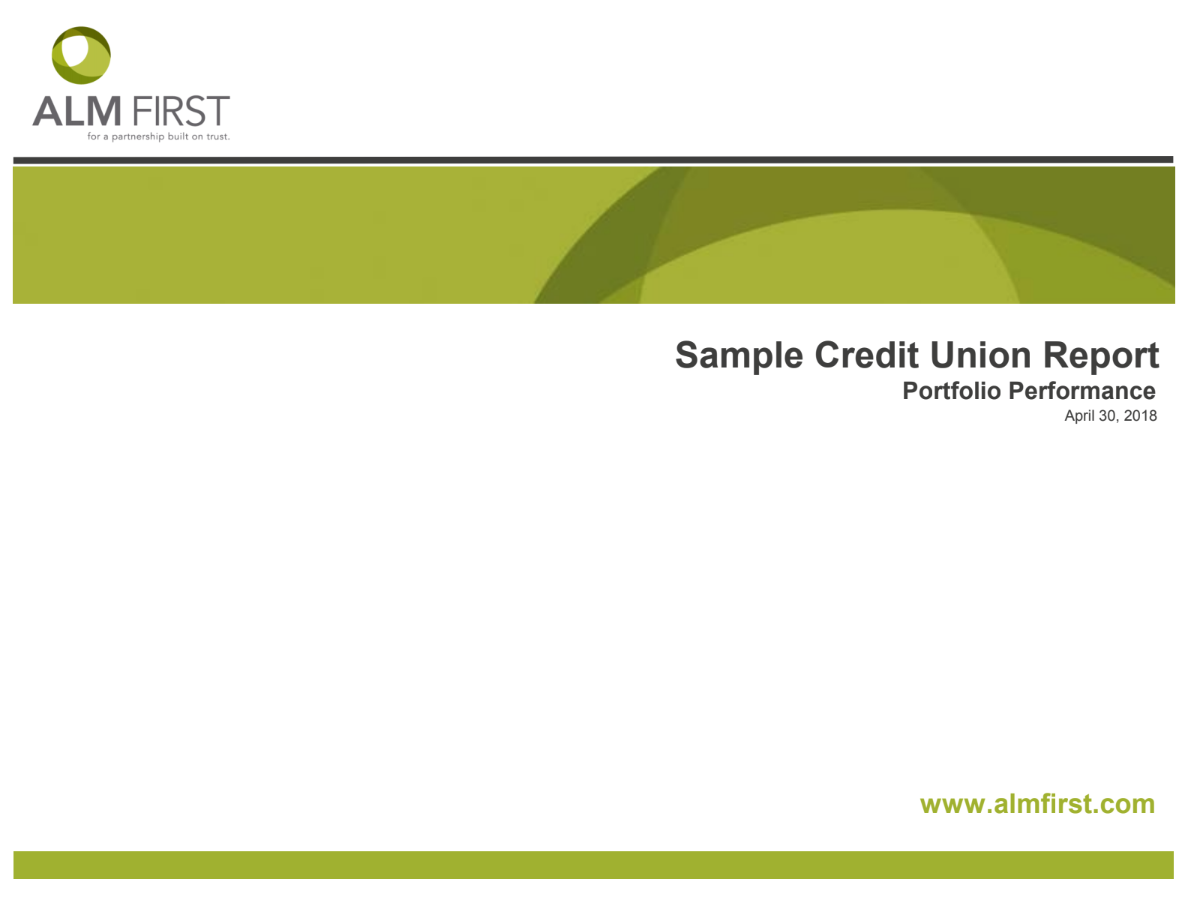 ALM FIRST
for a partnership built on trust.
Sample Credit Union Report
Portfolio Performance
April 30, 2018
www.almfirst.com